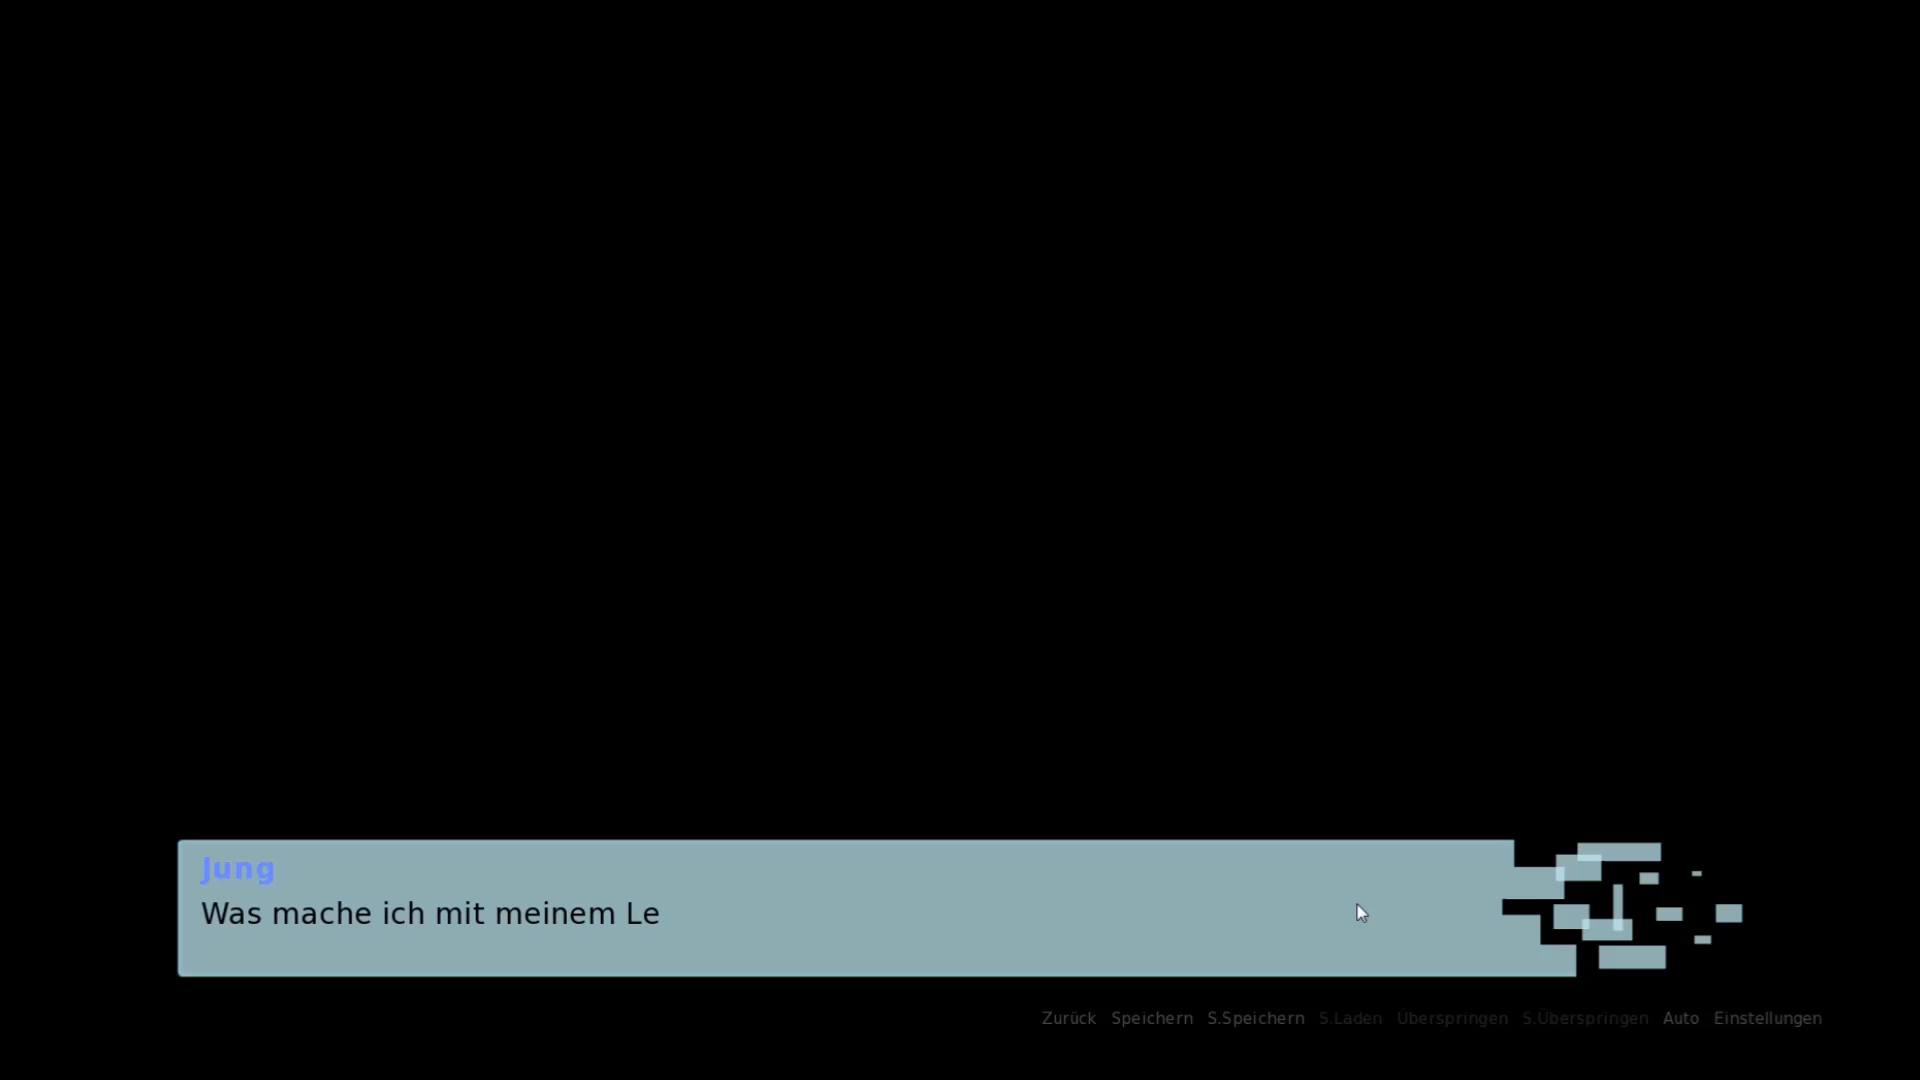 Jung
Was mache ich mit meinem Le
Zurück Speichern S.Speichern S.Laden Überspringen S.Überspringen Auto Einstellungen